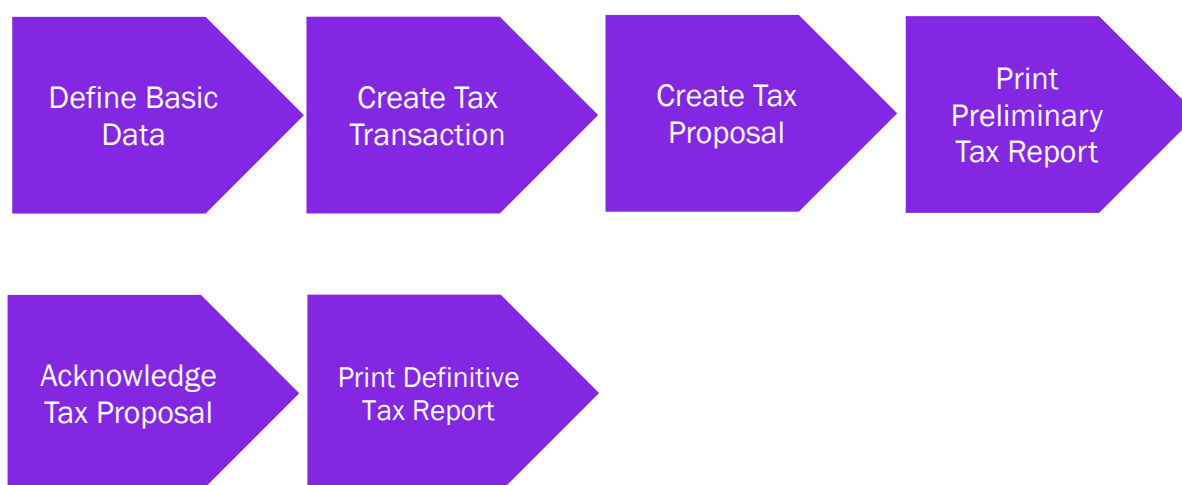 Define Basic
Data
Create Tax
Transaction
Create Tax
Proposal
Print
Preliminary
Tax Report
Acknowledge
Tax Proposal
Print Definitive
Tax Report